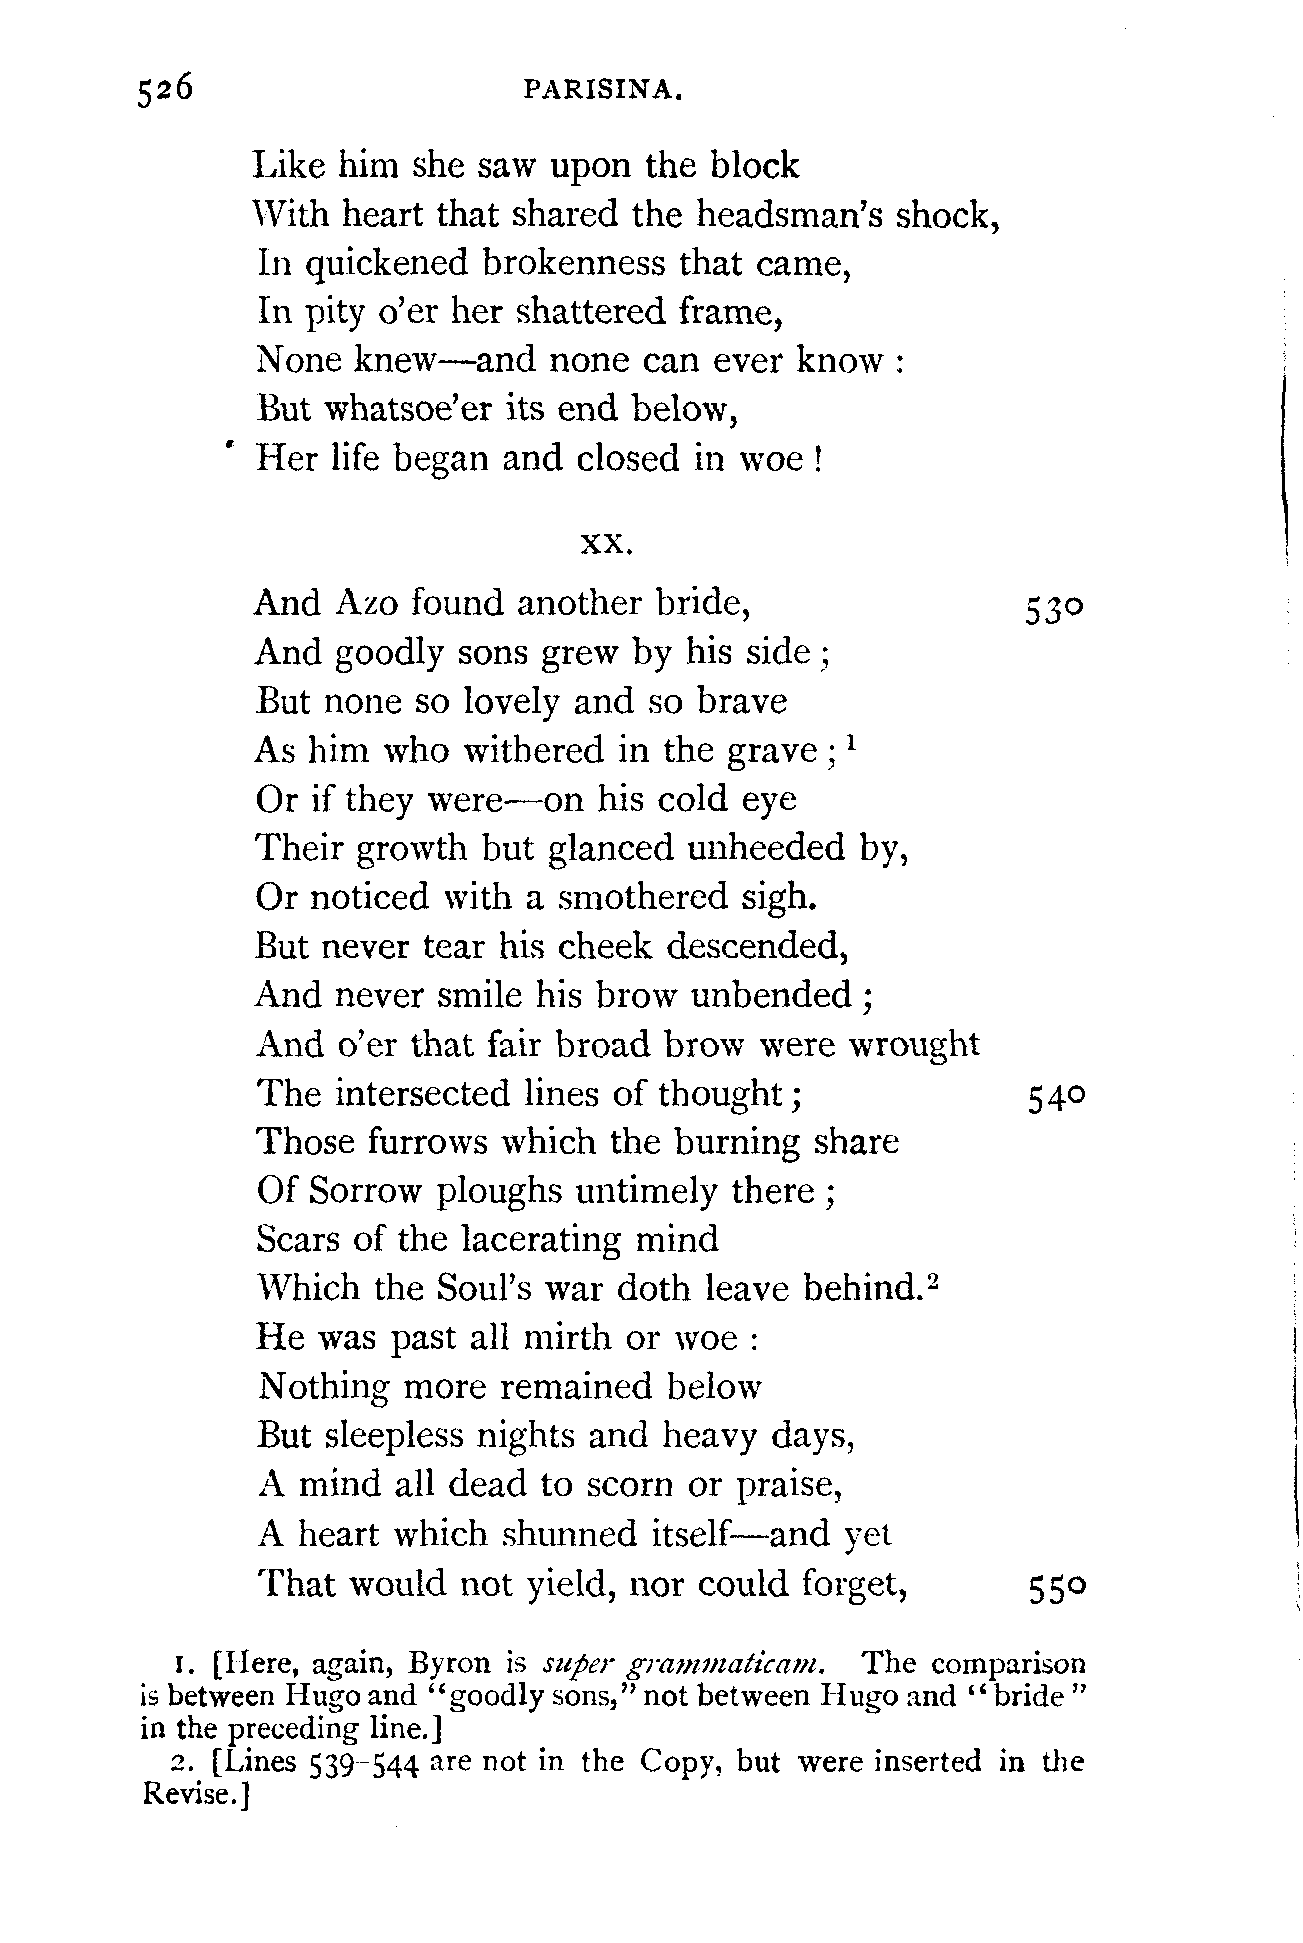 526 PARISINA.
Like him she saw upon the block
With heart that shared the headsman's shock,
In quickened brokenness that came,
In pity o'er her shattered frame,
None knew—and none can ever know :
But whatsoe'er its end below,
Her life began and closed in woe !
XX.
And Azo found another bride, 530
And goodly sons grew by his side ;
But none so lovely and so brave
As him who withered in the grave ; 1
Or if they were—on his cold eye
Their growth but glanced unheeded by,
Or noticed with a smothered sigh.
But never tear his cheek descended,
And never smile his brow unbended ;
And o'er that fair broad brow were wrought
The intersected lines of thought ; 540
Those furrows which the burning share
Of Sorrow ploughs untimely there ;
Scars of the lacerating mind
Which the Soul's war doth leave behind.2
He was past all mirth or woe :
Nothing more remained below
But sleepless nights and heavy days,
A mind all dead to scorn or praise,
A heart which shunned itself—and yet
That would not yield, nor could forget, 550
1. [Here, again, Byron is super grammaticam. The comparison
is between Hugo and "goodly sons," not between Hugo and "bride"
in the preceding line.]
2. [Lines 539-544 are not in the Copy, but were inserted in the
Revise.]